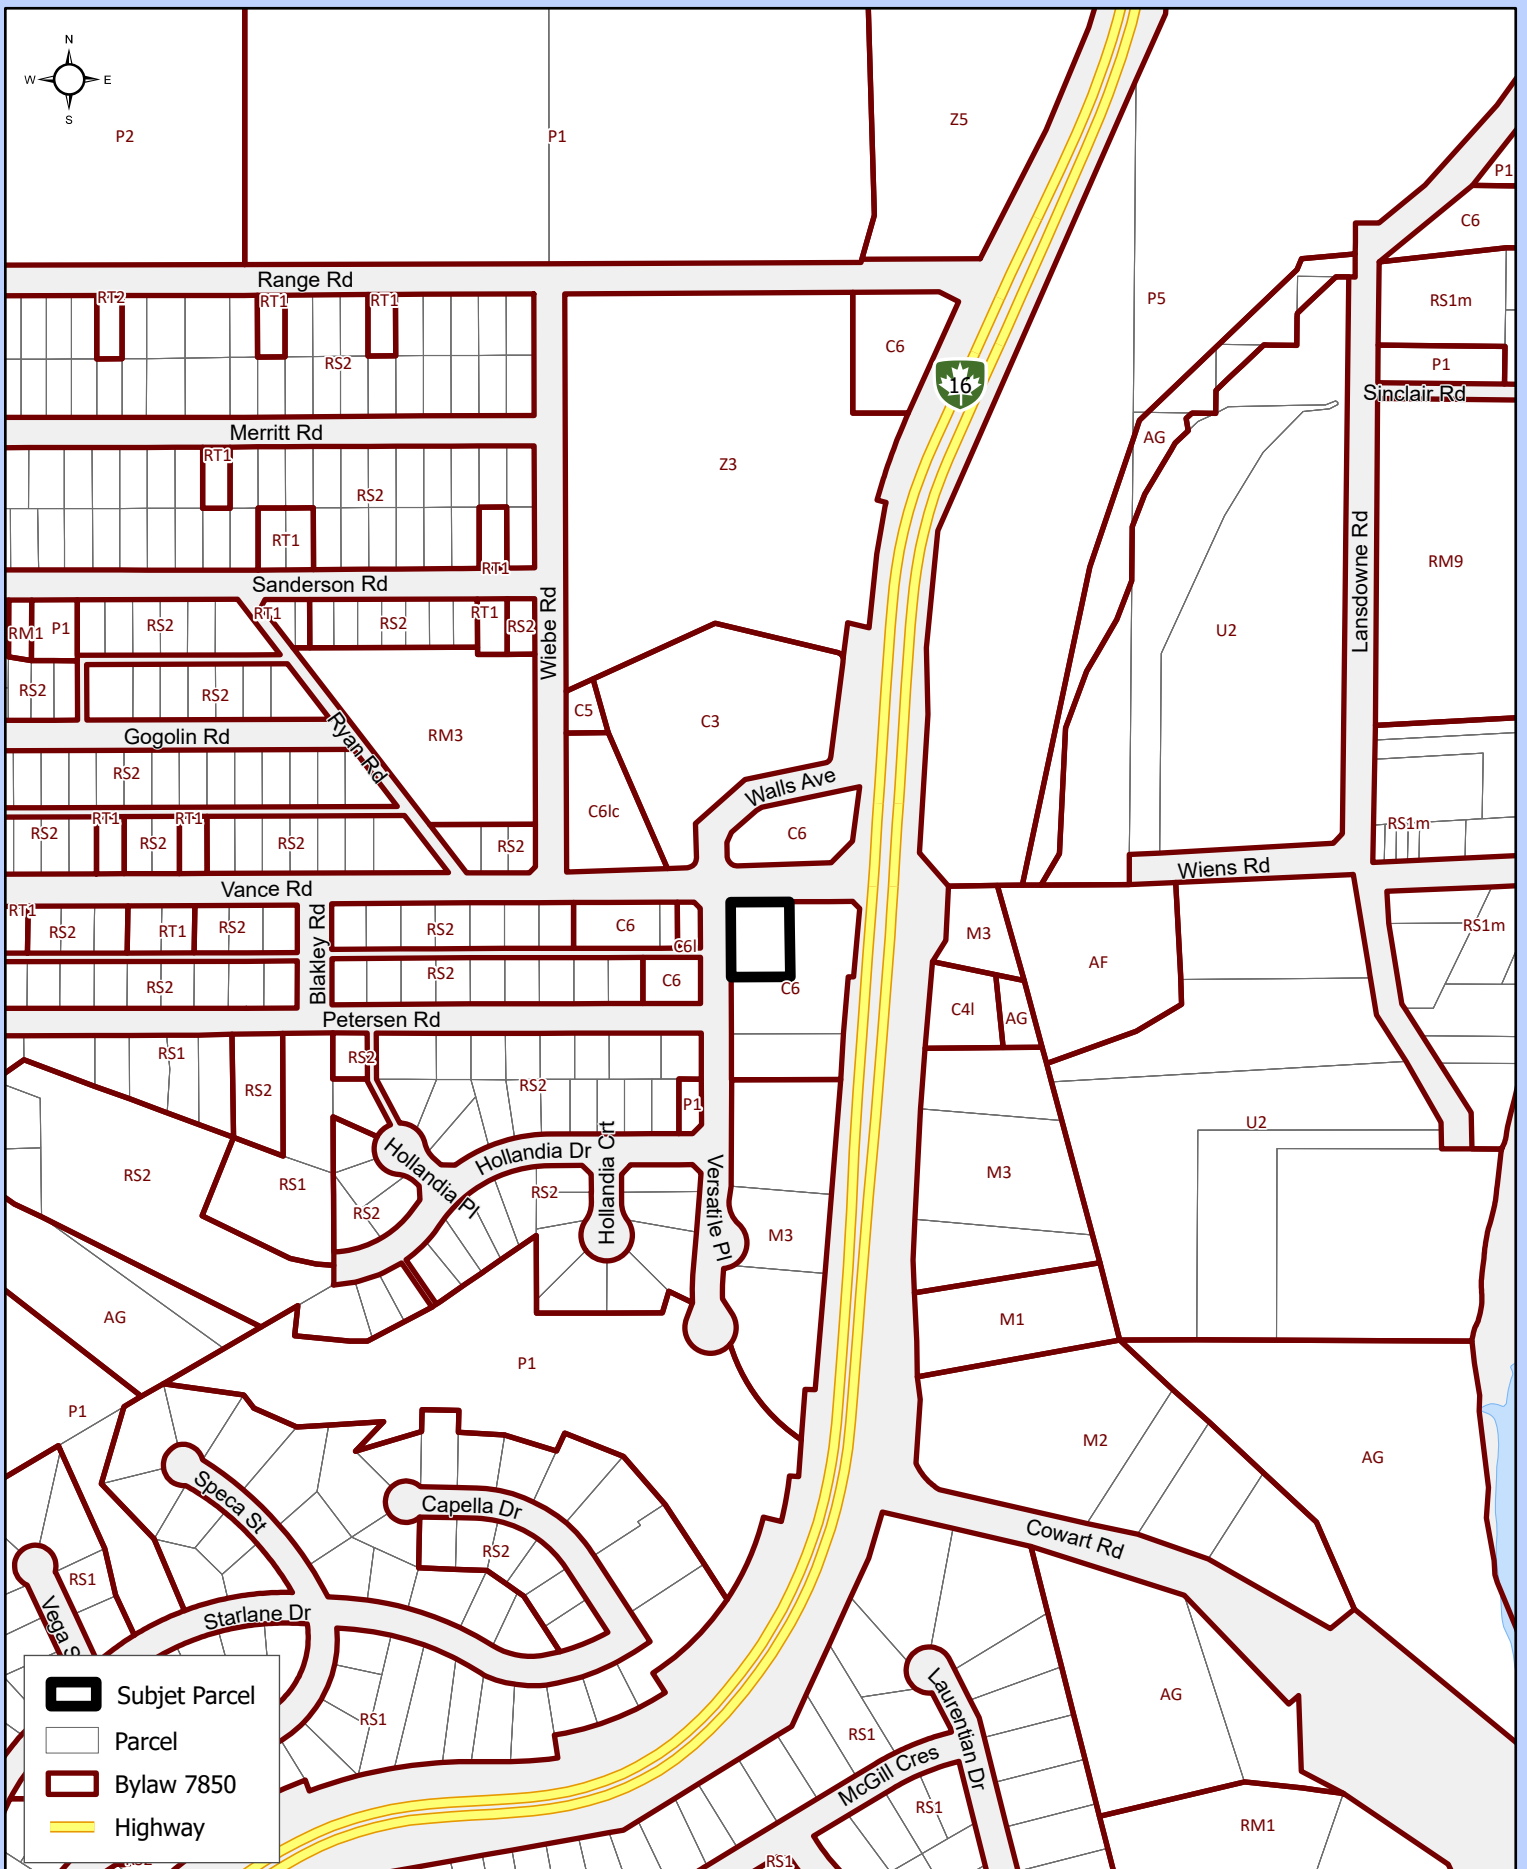 N
W E
S
P2
P1
Z5
P1
C6
Range Rd
RT2
RT1
RT1
RS2
C6
P5
RS1m
P1
Sinclair Rd
16
Merritt Rd
RT1
RS2
Z3
AG
RT1
RT1
Lansdowne Rd
RM9
Sanderson Rd
RM1
P1
RS2
RT1
RS2
RT1
RS2
Wiebe Rd
U2
RS2
RS2
Ryan Rd
RM3
C5
C3
Gogolin Rd
RS2
Walls Ave
C6lc
C6
RS2
RT1
RS2
RT1
RS2
RS2
RS1m
Wiens Rd
Vance Rd
RT1
RS2
RT1
RS2
Blakley Rd
RS2
C6
C6l
M3
AF
RS1m
RS2
RS2
C6
C6
C4l
AG
Petersen Rd
RS1
RS2
RS2
RS2
P1
U2
RS2
RS1
Hollandia Pl
Hollandia Dr
Hollandia Crt
RS2
RS2
Versatile Pl
M3
M3
AG
M1
P1
P1
M2
AG
Speca St
Capella Dr
RS2
Cowart Rd
RS1
Vega S
Starlane Dr
RS1
Laurentian Dr
AG
RS1
McGill Cres
RS1
RM1
RS1
Subjet Parcel
Parcel
Bylaw 7850
Highway